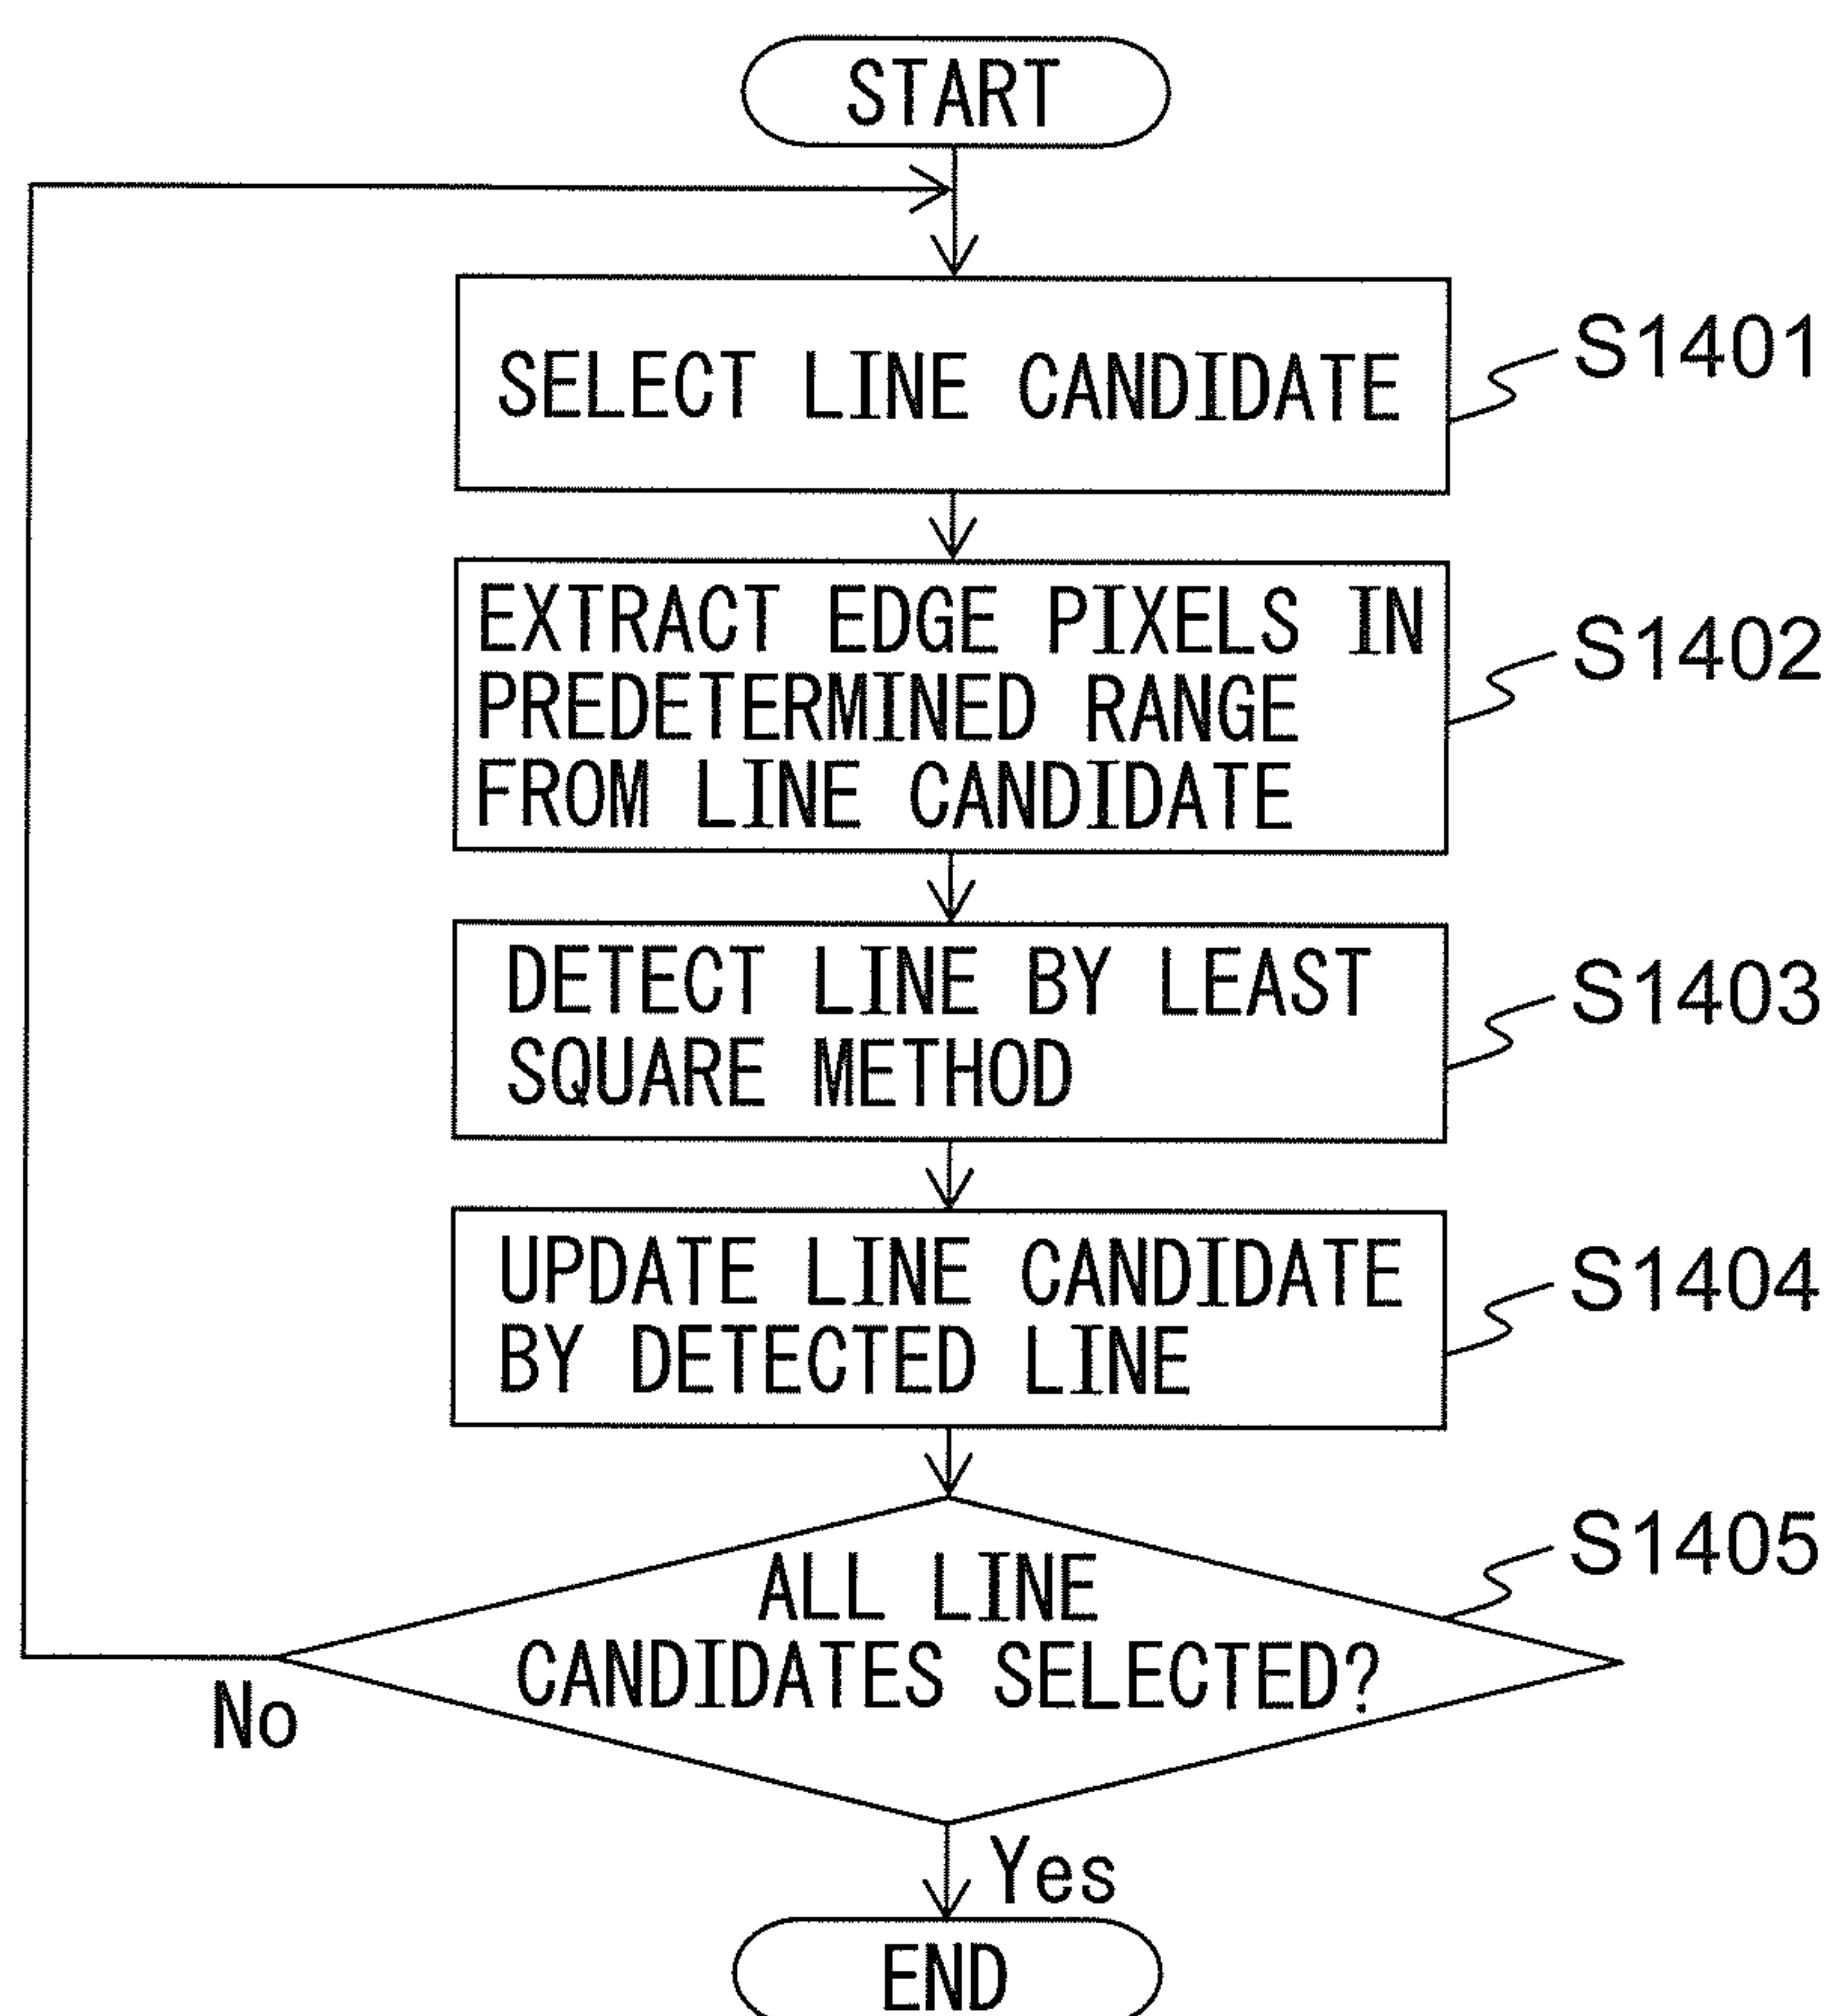 START
SELECT LINE CANDIDATE
S1401
EXTRACT EDGE PIXELS IN
PREDETERMINED RANGE
FROM LINE CANDIDATE
S1402
DETECT LINE BY LEAST
SQUARE METHOD
S1403
UPDATE LINE CANDIDATE
BY DETECTED LINE
S1404
ALL LINE
CANDIDATES SELECTED?
S1405
No
Yes
END